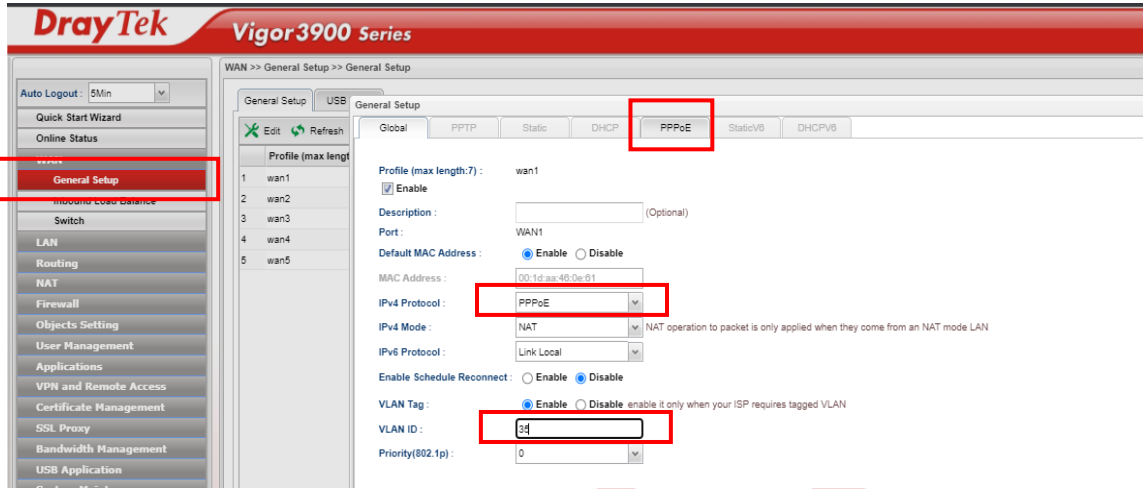 DrayTek Vigor3900 Series
WAN >> General Setup >> General Setup
Auto Logout : 5Min
Quick Start Wizard
Online Status
WAN
General Setup
Inbound Load Balance
Switch
LAN
Routing
NAT
Firewall
Objects Setting
User Management
Applications
VPN and Remote Access
Certificate Management
SSL Proxy
Bandwidth Management
USB Application
General Setup USB
Edit Refresh
Profile (max lengt
1 wan1
2 wan2
3 wan3
4 wan4
5 wan5
General Setup
Global PPTP Static DHCP PPPoE StaticV6 DHCPV6
Profile (max length:7) : wan1
Enable
Description : (Optional)
Port : WAN1
Default MAC Address : Enable Disable
MAC Address : 00:1d:aa:46:0e:61
IPv4 Protocol : PPPoE
IPv4 Mode : NAT NAT operation to packet is only applied when they come from an NAT mode LAN
IPv6 Protocol : Link Local
Enable Schedule Reconnect : Enable Disable
VLAN Tag : Enable Disable enable it only when your ISP requires tagged VLAN
VLAN ID : 35
Priority(802.1p) : 0